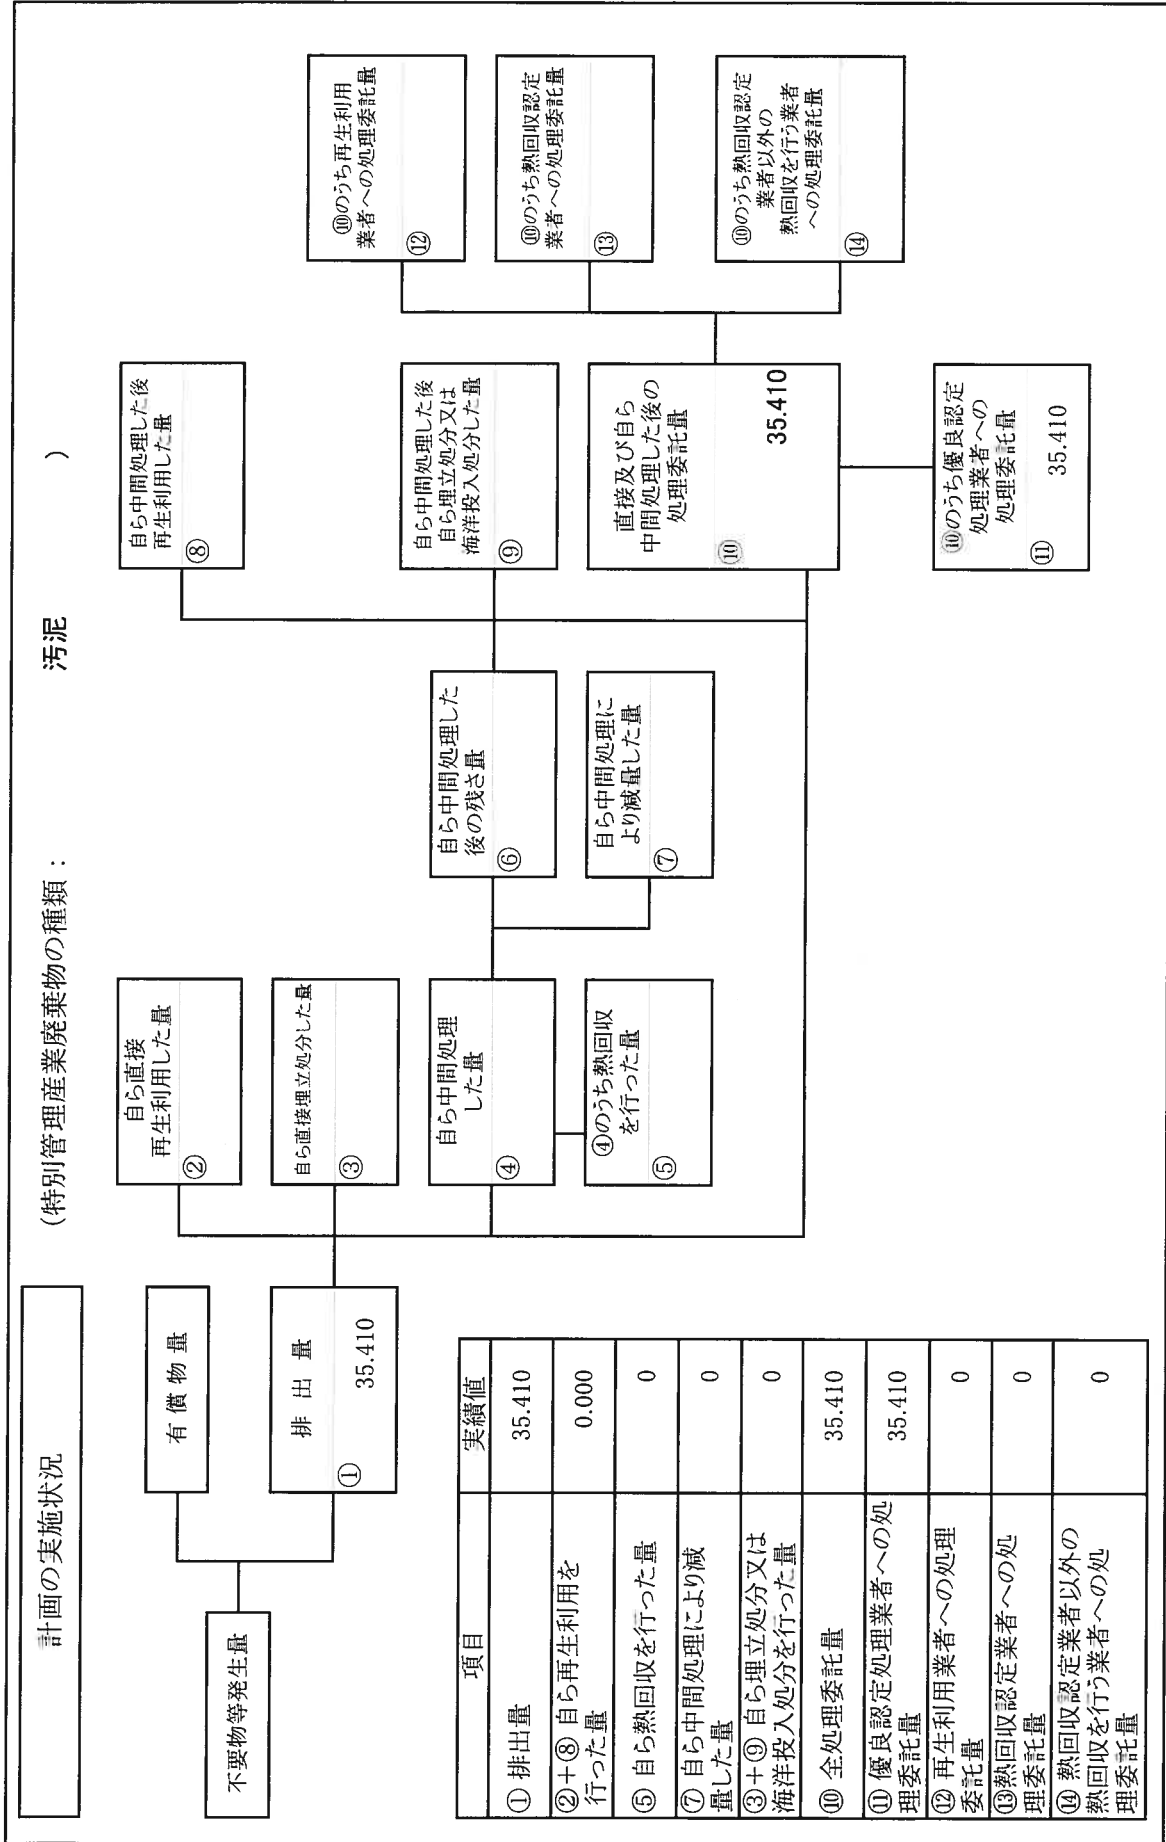 計画の実施状況
(特別管理産業廃棄物の種類： 汚泥 )
不要物等発生量
有償物量
排出量
①
35.410
自ら直接
再生利用した量
②
自ら直接埋立処分した量
③
自ら中間処理
した量
④
④のうち熱回収
を行った量
⑤
自ら中間処理した
後の残さ量
⑥
自ら中間処理に
より減量した量
⑦
自ら中間処理した後
再生利用した量
⑧
自ら中間処理した後
自ら埋立処分又は
海洋投入処分した量
⑨
直接及び自ら
中間処理した後の
処理委託量
⑩
35.410
⑩のうち優良認定
処理業者への
処理委託量
⑪
35.410
⑩のうち再生利用
業者への処理委託量
⑫
⑩のうち熱回収認定
業者への処理委託量
⑬
⑩のうち熱回収認定
業者以外の
熱回収を行う業者
への処理委託量
⑭
項目 実績値
①排出量 35.410
②＋⑧ 自ら再生利用を
行った量 0.000
⑤ 自ら熱回収を行った量 0
⑦ 自ら中間処理により減
量した量 0
③＋⑨ 自ら埋立処分又は
海洋投入処分を行った量 0
⑩ 全処理委託量 35.410
⑪ 優良認定処理業者への処
理委託量 35.410
⑫ 再生利用業者への処理
委託量 0
⑬熱回収認定業者への処
理委託量 0
⑭ 熱回収認定業者以外の
熱回収を行う業者への処
理委託量 0